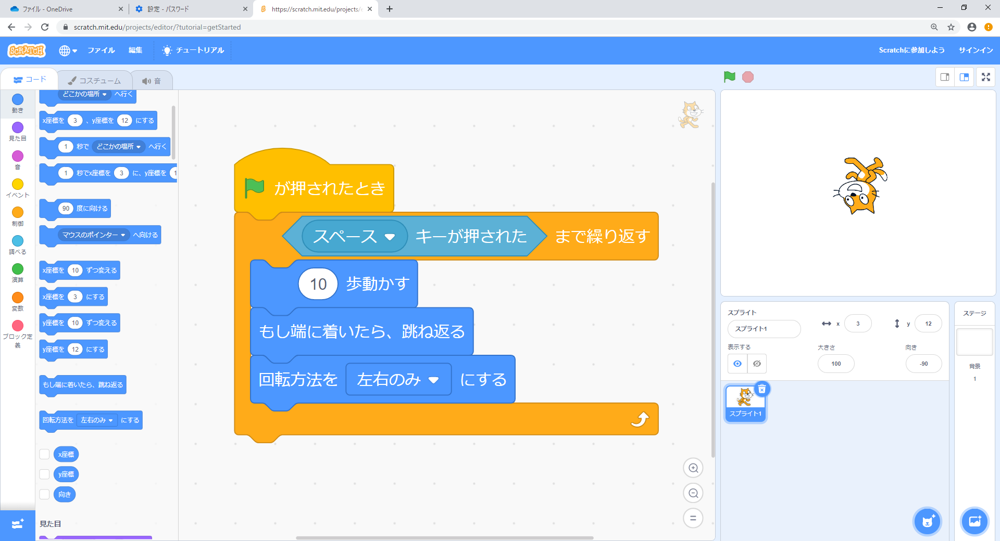 ファイル - OneDrive
設定 - パスワード
https://scratch.mit.edu/projects/e
scratch.mit.edu/projects/editor/?tutorial=getStarted
SCRATCH
ファイル
編集
チュートリアル
Scratchに参加しよう
サインイン
コード
コスチューム
音
動き
見た目
音
イベント
制御
調べる
演算
変数
ブロック定
義
どこかの場所 へ行く
x座標を 3 、y座標を 12 にする
1 秒で どこかの場所 へ行く
1 秒でx座標を 3 に、y座標を 1
90 度に向ける
マウスのポインター へ向ける
x座標を 10 ずつ変える
x座標を 3 にする
y座標を 10 ずつ変える
y座標を 12 にする
もし端に着いたら、跳ね返る
回転方法を 左右のみ にする
x座標
y座標
向き
見た目
が押されたとき
スペース キーが押された まで繰り返す
10 歩動かす
もし端に着いたら、跳ね返る
回転方法を 左右のみ にする
スプライト
スプライト1
x 3
y 12
表示する
大きさ
100
向き
-90
スプライト1
ステージ
背景
1